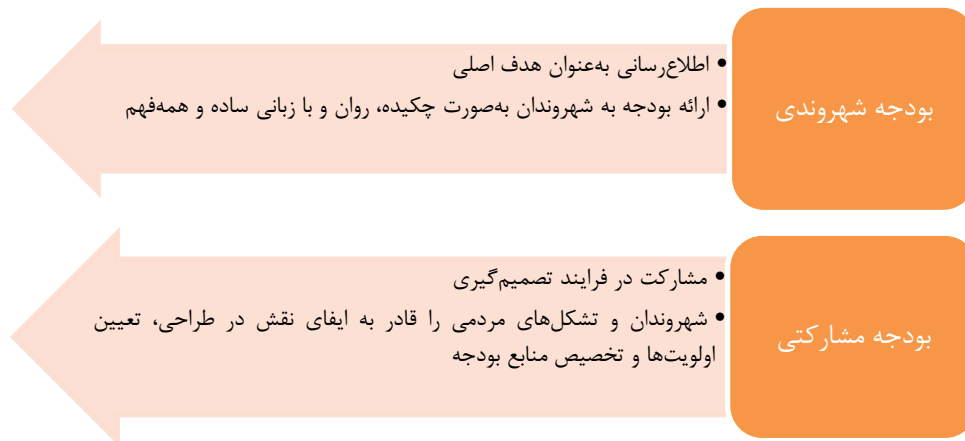 بودجه شهروندی
• اطلاع‌رسانی به‌عنوان هدف اصلی
• ارائه بودجه به شهروندان به‌صورت چکیده، روان و با زبانی ساده و همه‌فهم
بودجه مشارکتی
• مشارکت در فرایند تصمیم‌گیری
• شهروندان و تشکل‌های مردمی را قادر به ایفای نقش در طراحی، تعیین
اولویت‌ها و تخصیص منابع بودجه